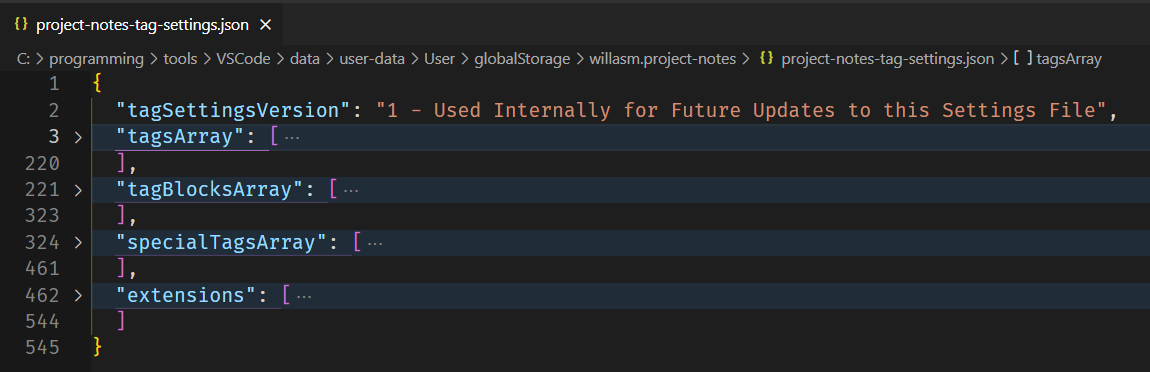 {} project-notes-tag-settings.json ×
C: > programming > tools > VSCode > data > user-data > User > globalStorage > willasm.project-notes > {} project-notes-tag-settings.json > [ ] tagsArray
1 {
2 "tagSettingsVersion": "1 - Used Internally for Future Updates to this Settings File",
3 > "tagsArray": [ ···
220 ],
221 > "tagBlocksArray": [ ···
323 ],
324 > "specialTagsArray": [ ···
461 ],
462 > "extensions": [ ···
544 ]
545 }